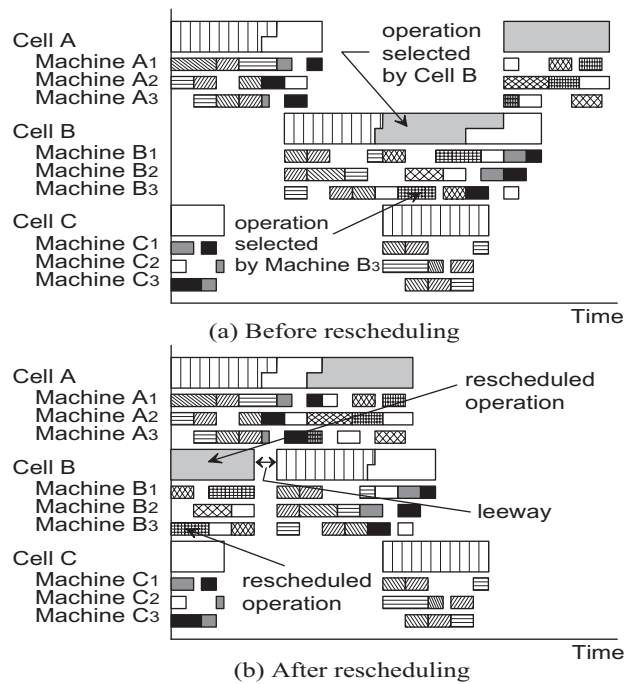 Cell A
operation
selected
by Cell B
Machine A1
Machine A2
Machine A3
Cell B
Machine B1
Machine B2
Machine B3
operation
selected
by Machine B3
Cell C
Machine C1
Machine C2
Machine C3
Time
(a) Before rescheduling
Cell A
rescheduled
operation
Machine A1
Machine A2
Machine A3
Cell B
Machine B1
leeway
Machine B2
Machine B3
Cell C
rescheduled
operation
Machine C1
Machine C2
Machine C3
Time
(b) After rescheduling